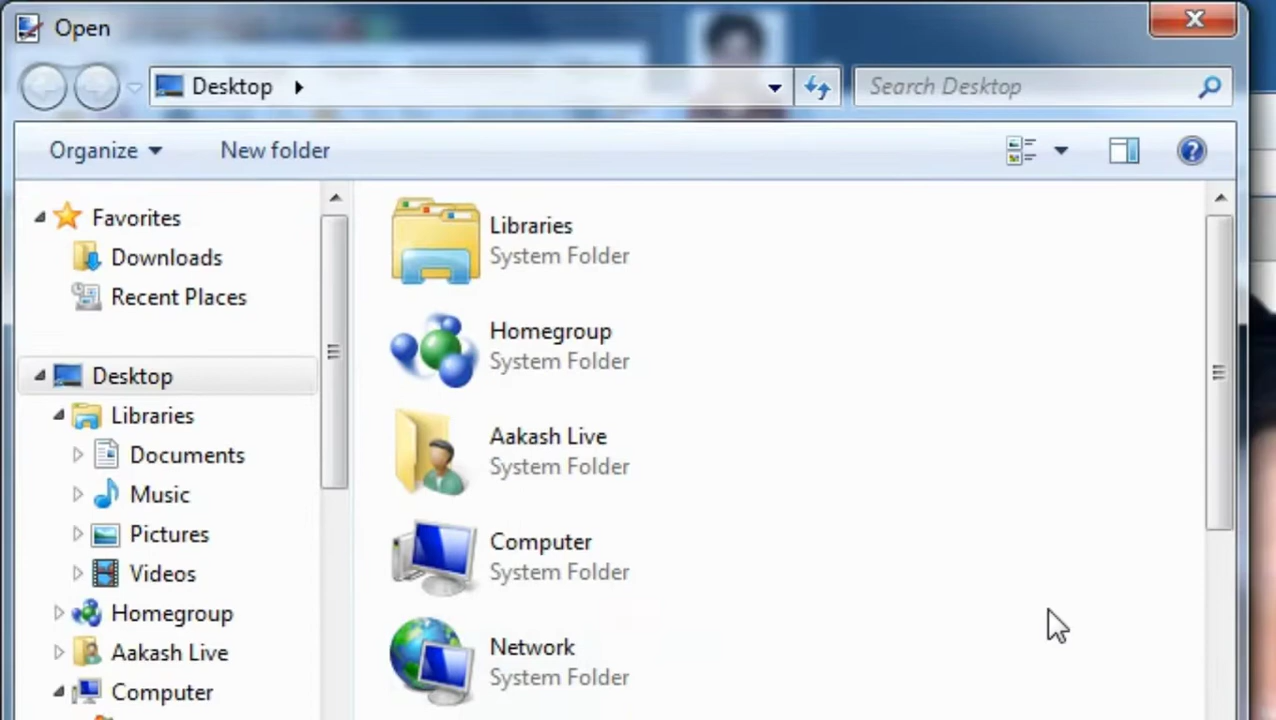 Open
Desktop
Search Desktop
Organize
New folder
Favorites
Downloads
Recent Places
Desktop
Libraries
Documents
Music
Pictures
Videos
Homegroup
Aakash Live
Computer
Libraries
System Folder
Homegroup
System Folder
Aakash Live
System Folder
Computer
System Folder
Network
System Folder